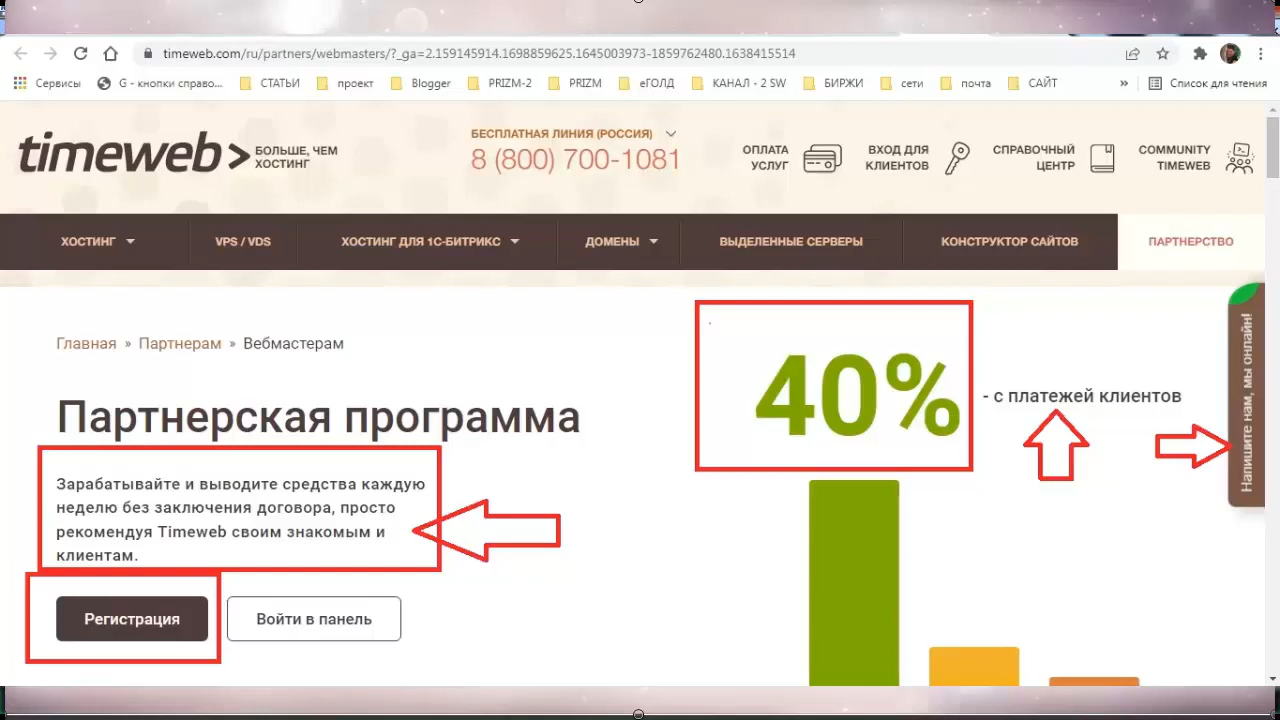 timeweb.com/ru/partners/webmasters/?_ga=2.159145914.1698859625.1645003973-1859762480.1638415514
Сервисы
G - кнопки справо...
СТАТЬИ
проект
Blogger
PRIZM-2
PRIZM
еГОЛД
КАНАЛ - 2 SW
БИРЖИ
сети
почта
САЙТ
»
Список для чтения
timeweb>
БОЛЬШЕ, ЧЕМ
ХОСТИНГ
БЕСПЛАТНАЯ ЛИНИЯ (РОССИЯ)
8 (800) 700-1081
ОПЛАТА
УСЛУГ
ВХОД ДЛЯ
КЛИЕНТОВ
СПРАВОЧНЫЙ
ЦЕНТР
COMMUNITY
TIMEWEB
ХОСТИНГ
VPS / VDS
ХОСТИНГ ДЛЯ 1С-БИТРИКС
ДОМЕНЫ
ВЫДЕЛЕННЫЕ СЕРВЕРЫ
КОНСТРУКТОР САЙТОВ
ПАРТНЕРСТВО
Главная » Партнерам » Вебмастерам
Партнерская программа
Зарабатывайте и выводите средства каждую
неделю без заключения договора, просто
рекомендуя Timeweb своим знакомым и
клиентам.
Регистрация
Войти в панель
40%
- с платежей клиентов
Напишите нам, мы онлайн!